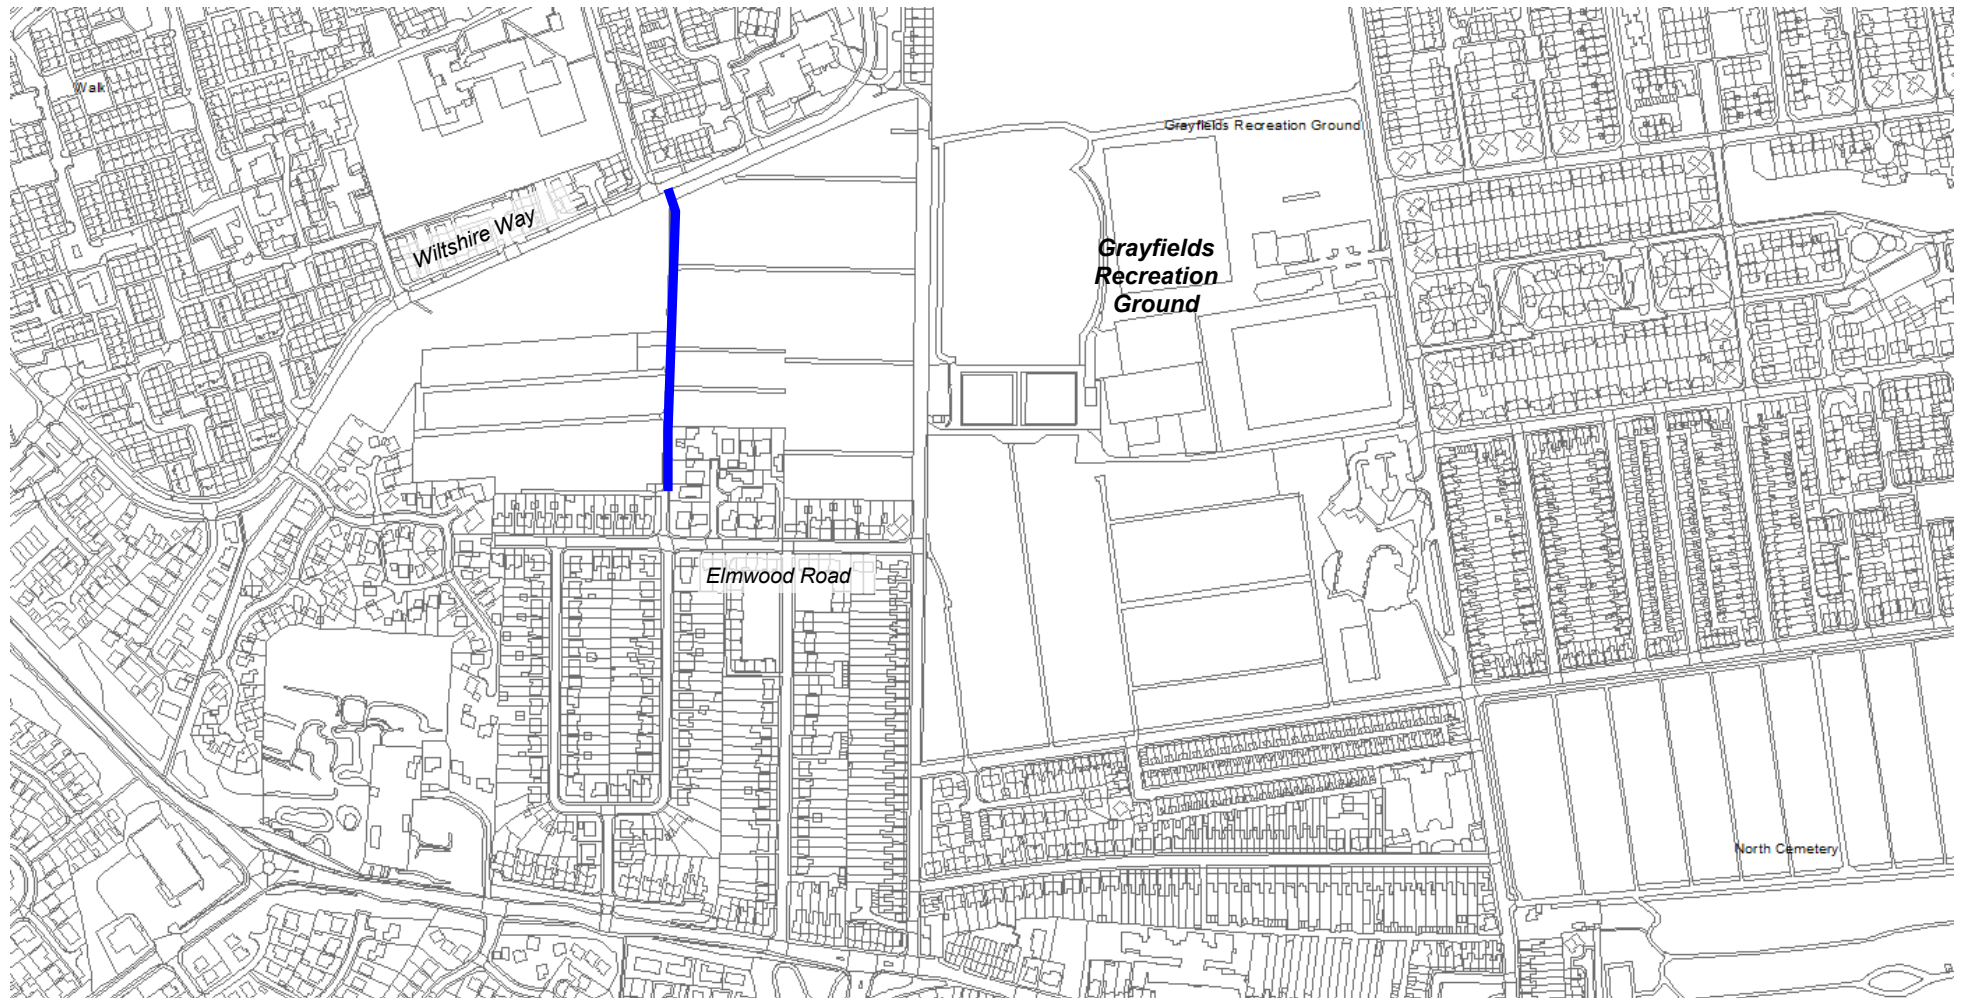 Walk
Grayfields Recreation Ground
Wiltshire Way
Grayfields
Recreation
Ground
Elmwood Road
North Cemetery